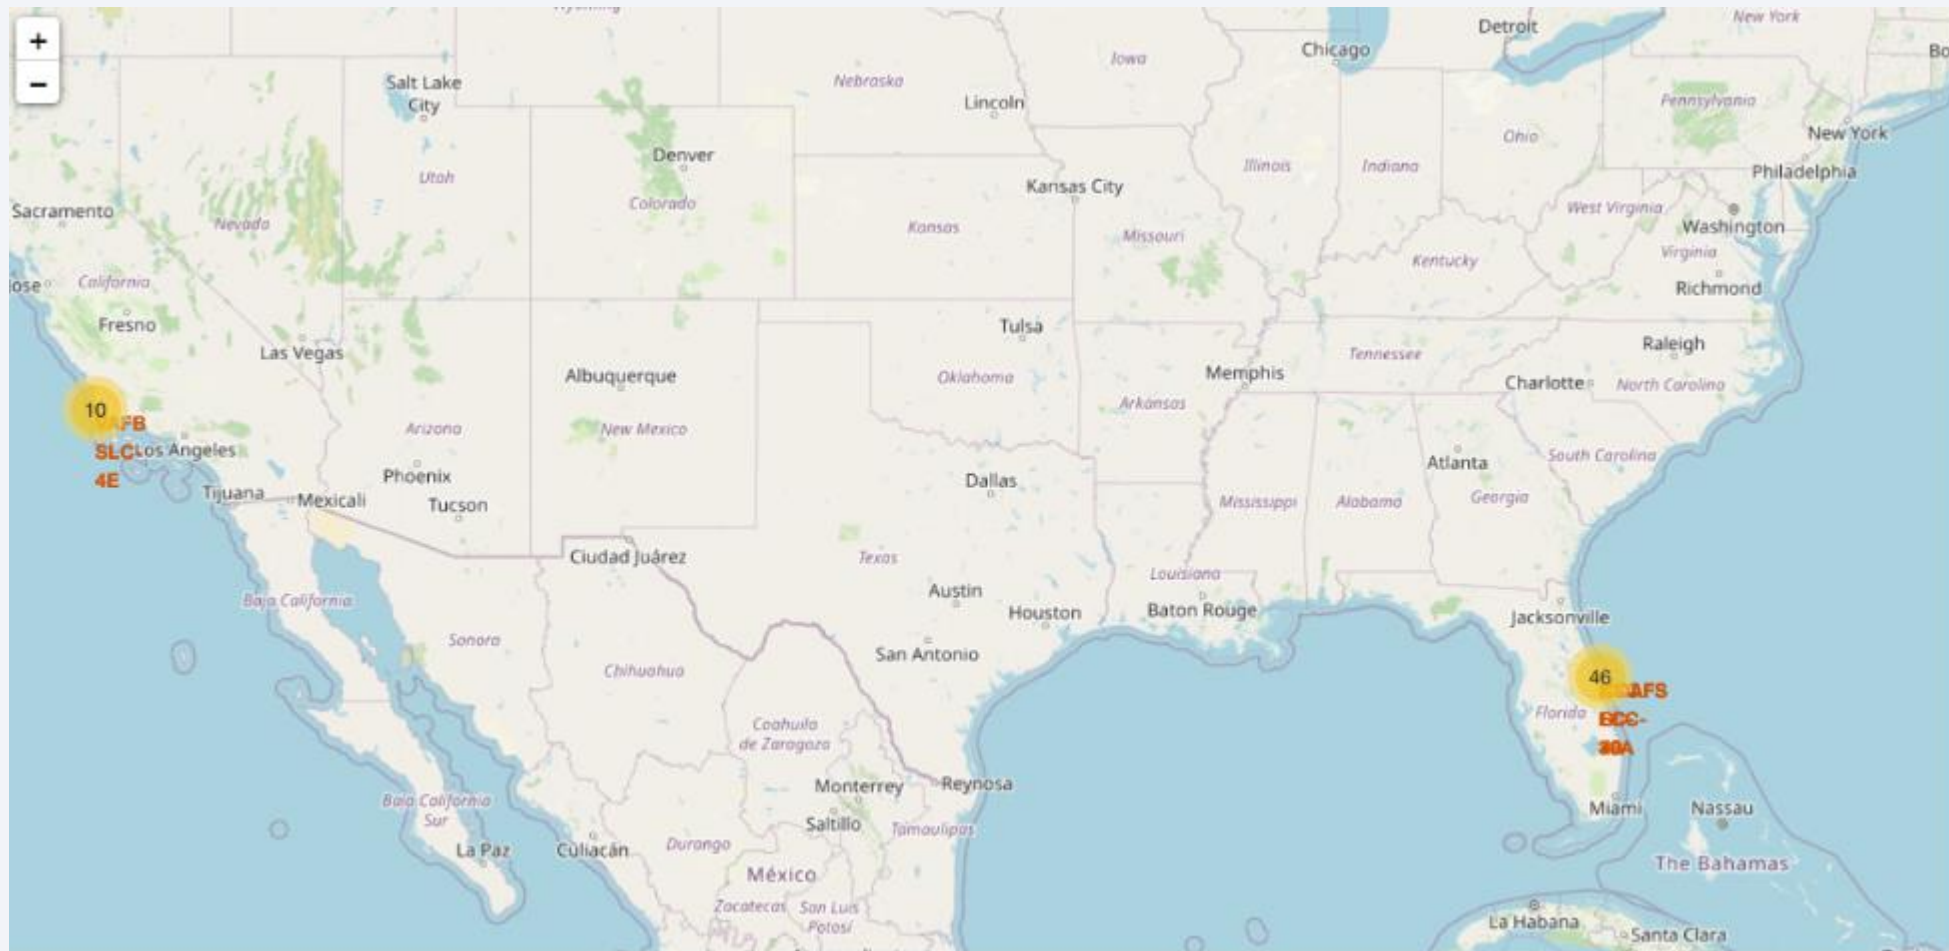 Wyoming
Detroit
New York
+
Chicago
Iowa
−
Salt Lake
City
Nebraska
Lincoln
Pennsylvania
New York
Ohio
Denver
Illinois
Indiana
Philadelphia
Utah
Kansas City
Colorado
Sacramento
Nevada
Kansas
Missouri
West Virginia
Washington
Virginia
Kentucky
California
Richmond
Fresno
Las Vegas
Tulsa
Tennessee
Raleigh
Albuquerque
Oklahoma
Memphis
Charlotte
North Carolina
Arkansas
10
VAFB
SLC-
4E
Los Angeles
Arizona
New Mexico
Phoenix
Tucson
Tijuana
Mexicali
Dallas
Atlanta
South Carolina
Mississippi
Alabama
Georgia
Ciudad Juárez
Texas
Louisiana
Austin
Houston
Baton Rouge
Jacksonville
Baja California
Sonora
Chihuahua
San Antonio
46
Florida
Coahuila
de Zaragoza
Monterrey
Reynosa
Saltillo
Tamaulipas
Baja California
Sur
La Paz
Culiacán
Durango
México
Zacatecas
San Luis
Potosí
Miami
Nassau
The Bahamas
La Habana
Santa Clara